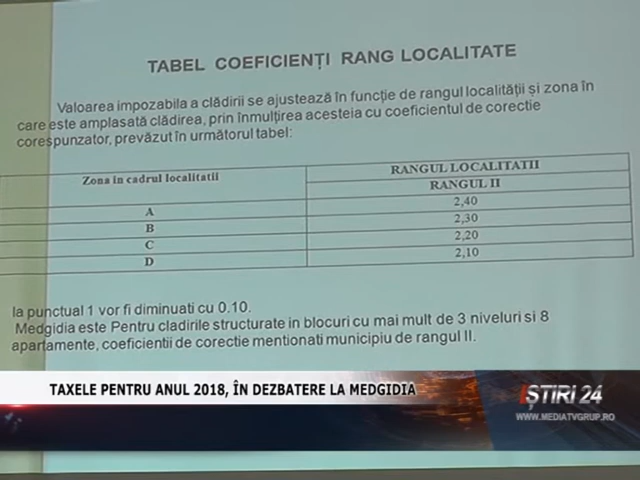 TABEL COEFICIENȚI RANG LOCALITATE
Valoarea impozabila a clădirii se ajustează în funcție de rangul localității și zona în
care este amplasată clădirea, prin înmulțirea acesteia cu coeficientul de corectie
corespunzator, prevăzut în următorul tabel:
Zona in cadrul localitatii
RANGUL LOCALITATII
RANGUL II
A 2,40
B 2,30
C 2,20
D 2,10
la punctual 1 vor fi diminuati cu 0.10.
Medgidia este Pentru cladirile structurate in blocuri cu mai mult de 3 niveluri si 8
apartamente, coeficientii de corectie mentionati municipiu de rangul II.
TAXELE PENTRU ANUL 2018, ÎN DEZBATERE LA MEDGIDIA
ȘTIRI 24
WWW.MEDIATVGRUP.RO